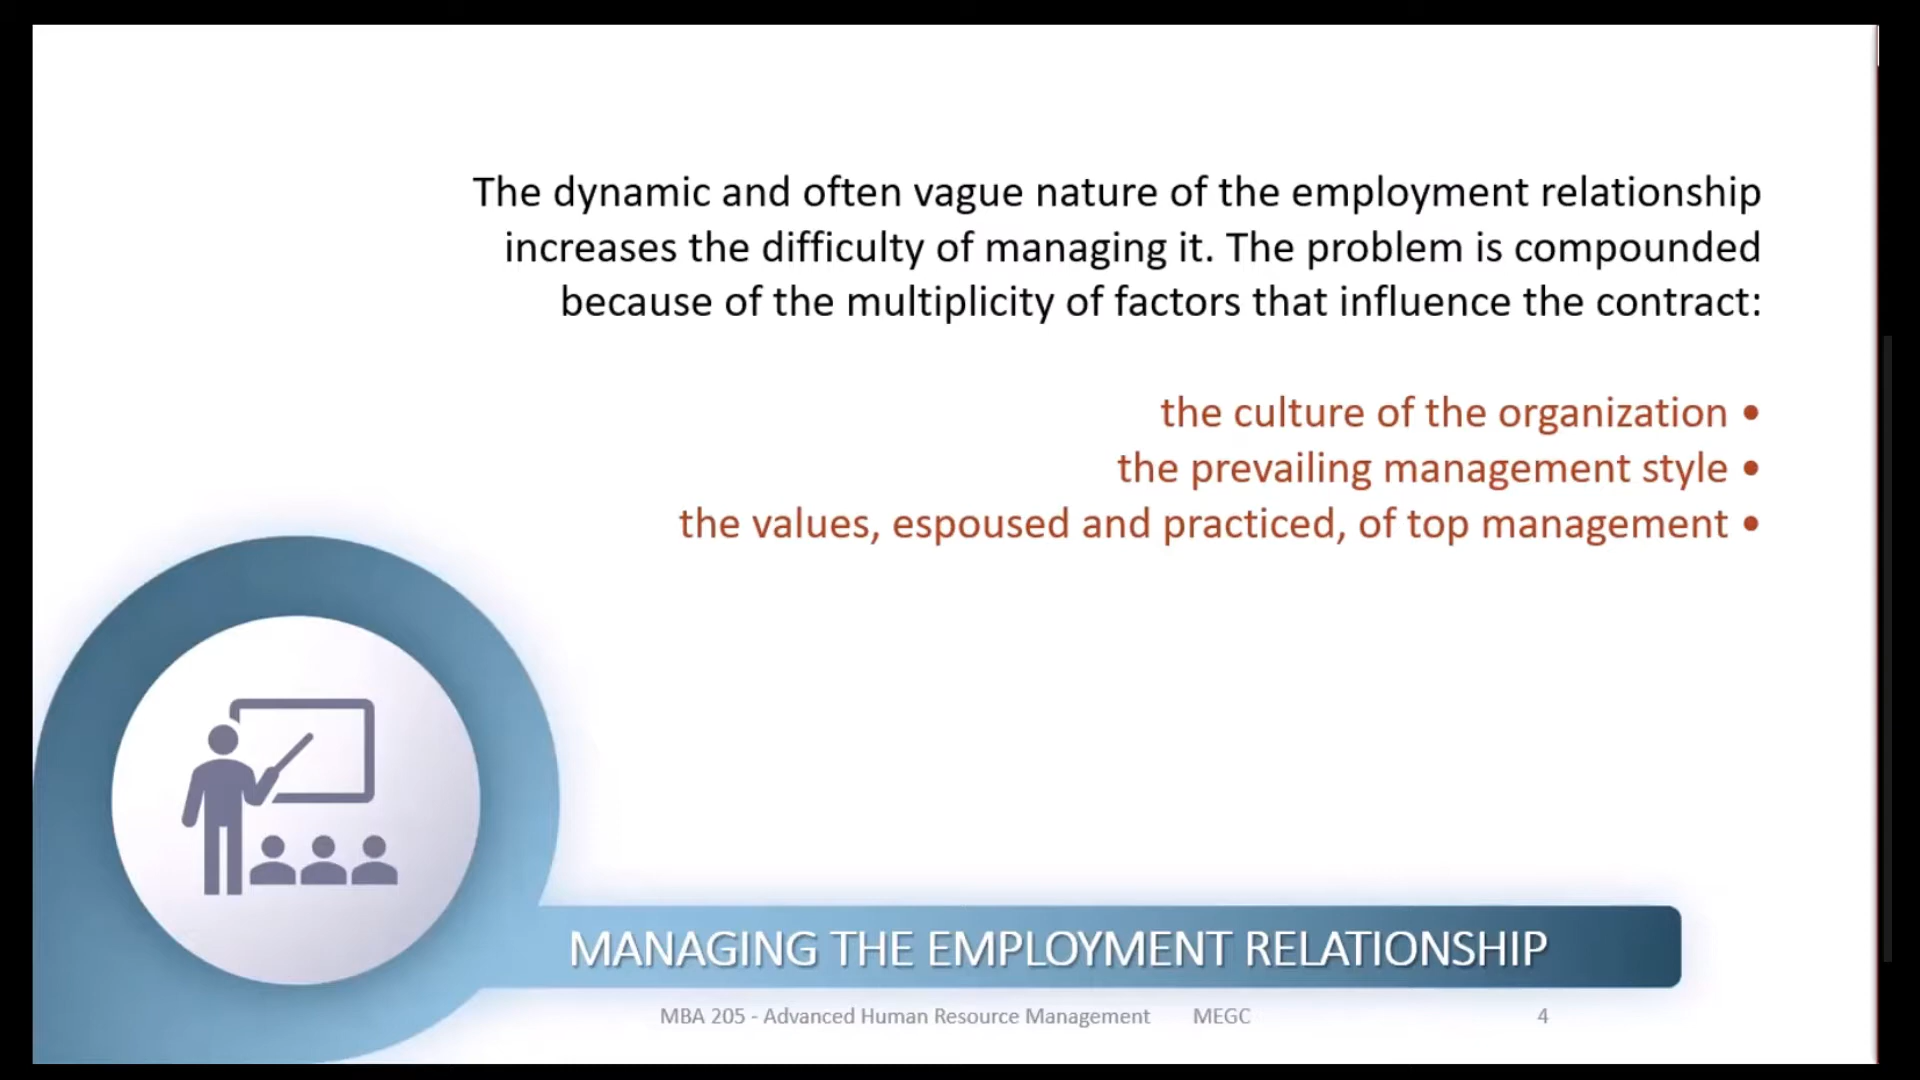 The dynamic and often vague nature of the employment relationship
increases the difficulty of managing it. The problem is compounded
because of the multiplicity of factors that influence the contract:
the culture of the organization •
the prevailing management style •
the values, espoused and practiced, of top management •
MANAGING THE EMPLOYMENT RELATIONSHIP
MBA 205 - Advanced Human Resource Management MEGC 4